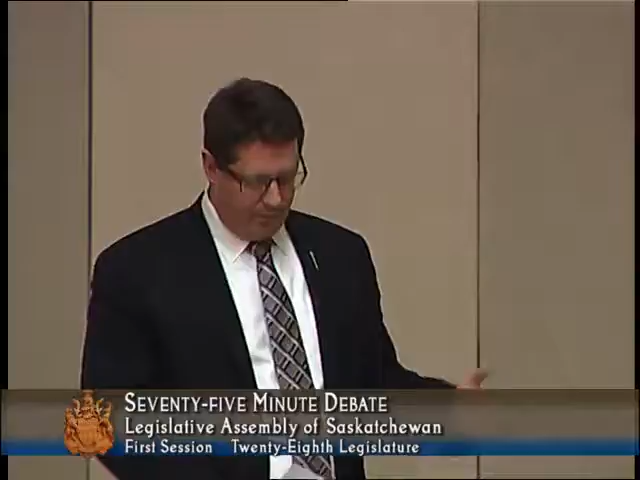 SEVENTY-FIVE MINUTE DEBATE
Legislative Assembly of Saskatchewan
First Session Twenty-Eighth Legislature